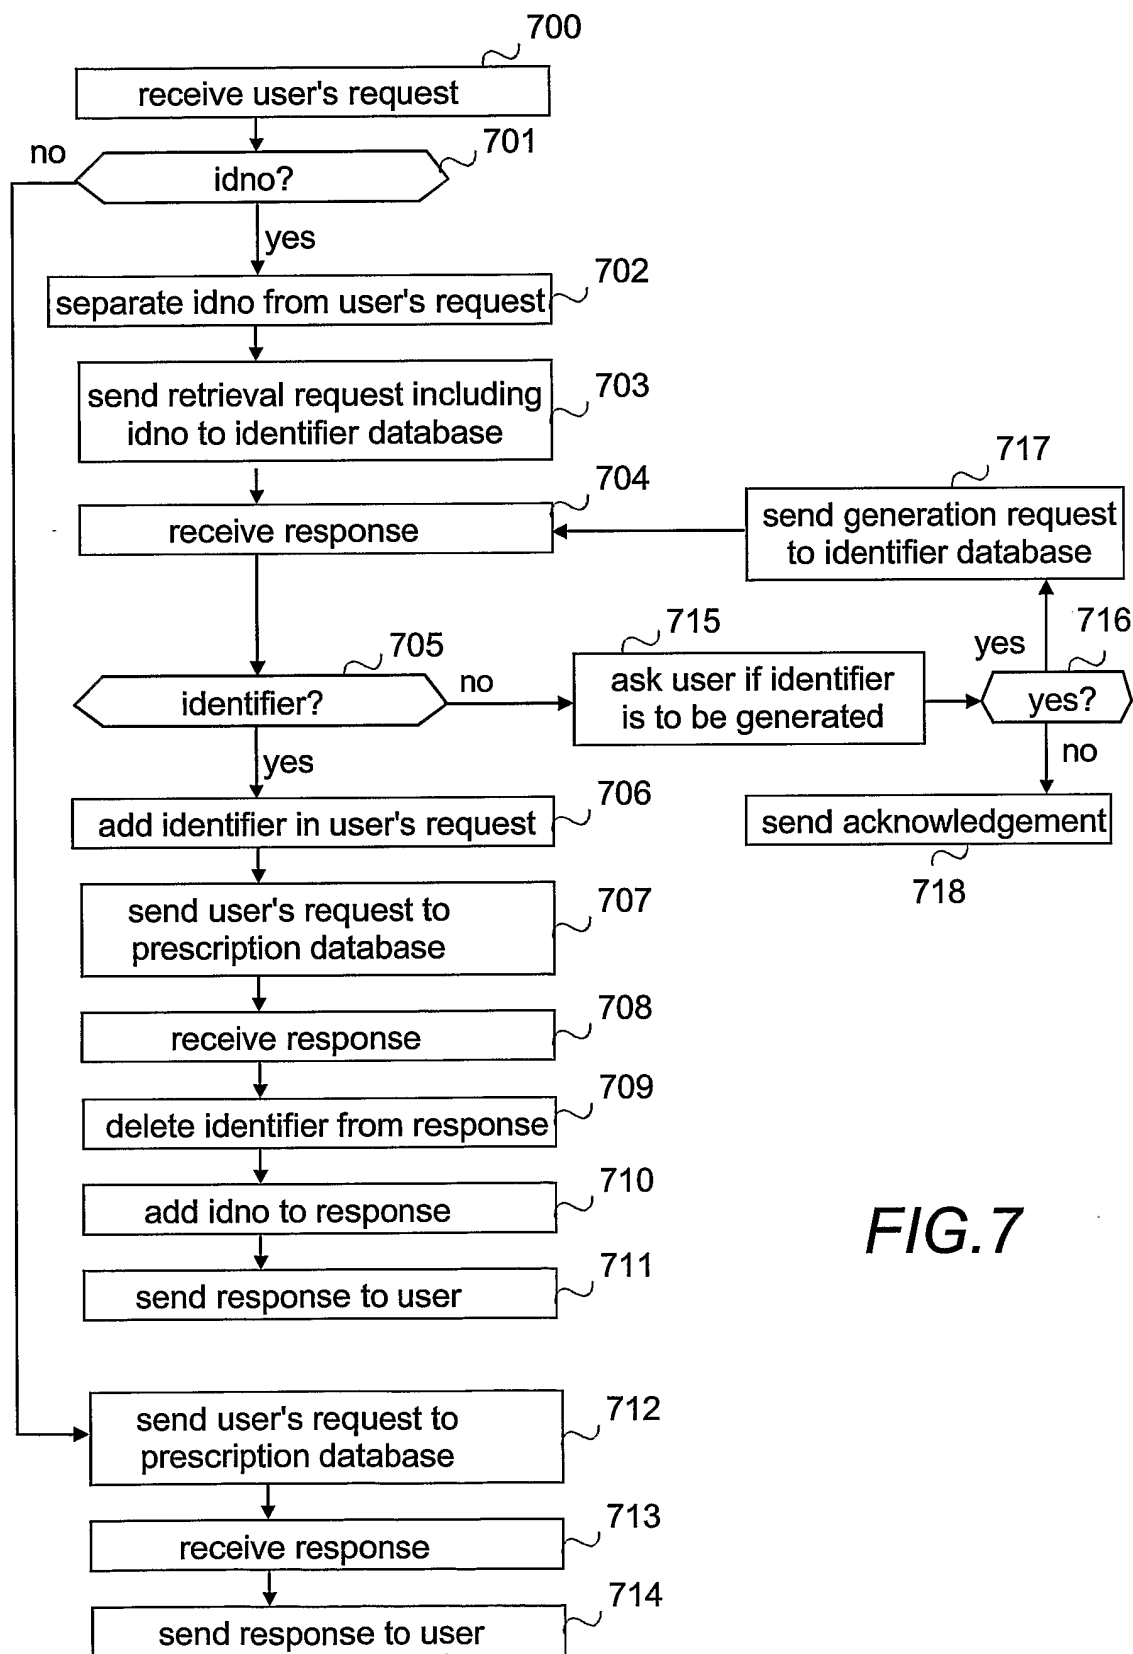 700
receive user's request
no
701
idno?
yes
702
separate idno from user's request
703
send retrieval request including
idno to identifier database
704
receive response
717
send generation request
to identifier database
705
identifier?
no
715
ask user if identifier
is to be generated
yes
716
yes?
no
yes
706
add identifier in user's request
send acknowledgement
718
707
send user's request to
prescription database
708
receive response
709
delete identifier from response
710
add idno to response
711
send response to user
FIG.7
712
send user's request to
prescription database
713
receive response
714
send response to user